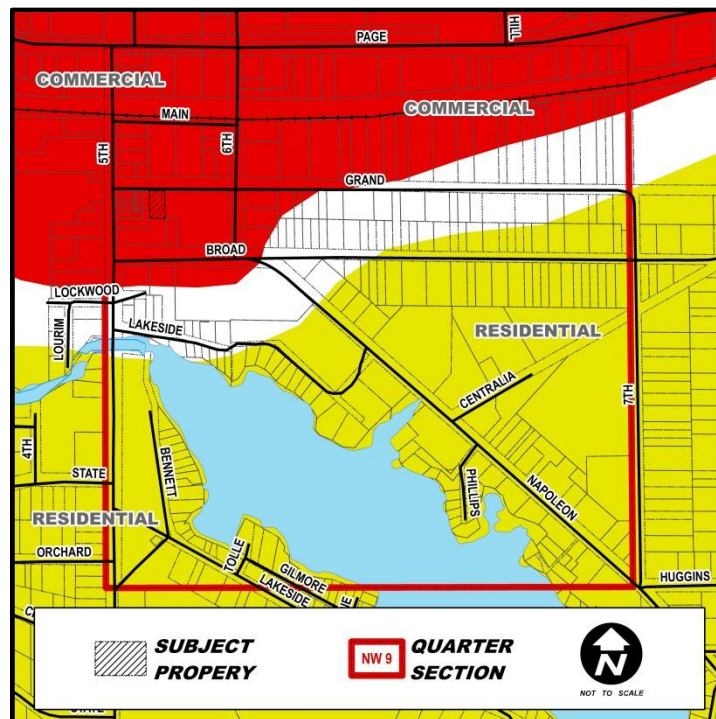 HILL
PAGE
COMMERCIAL
COMMERCIAL
MAIN
5TH
6TH
GRAND
BROAD
LOCKWOOD
LOURIM
LAKESIDE
RESIDENTIAL
CENTRALIA
7TH
4TH
BENNETT
STATE
PHILLIPS
NAPOLEON
RESIDENTIAL
ORCHARD
TOLLE
GILMORE
LAKESIDE
HUGGINS
SUBJECT
PROPERY
NW 9
QUARTER
SECTION
N
NOT TO SCALE
STATE